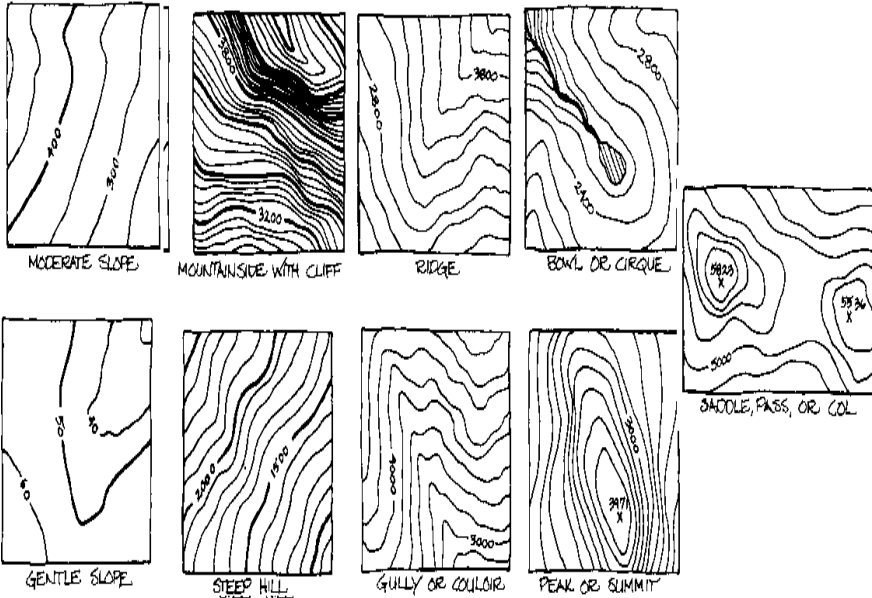 400
300
MODERATE SLOPE
3200
MOUNTAINSIDE WITH CLIFF
2800
3800
RIDGE
2800
2400
BOWL OR CIRQUE
5823
X
5536
X
5000
SADDLE, PASS, OR COL
50
60
GENTLE SLOPE
2000
1500
STEEP HILL
4000
3000
GULLY OR COULOIR
3000
3971
X
PEAK OR SUMMIT